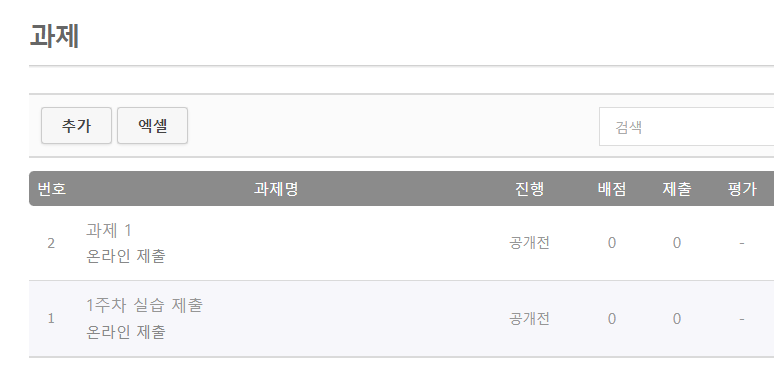 과제
추가 엑셀 검색
번호 과제명 진행 배점 제출 평가
과제 1
2 공개전 0 0 -
온라인 제출
1주차 실습 제출
1 공개전 0 0 -
온라인 제출